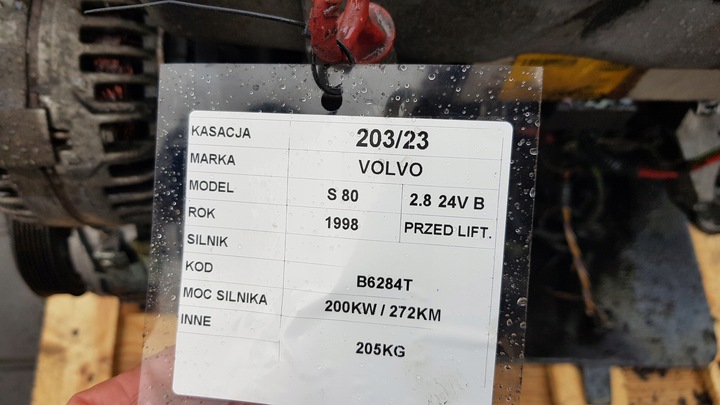 KASACJA 203/23
MARKA VOLVO
MODEL S 80 2.8 24V B
ROK 1998 PRZED LIFT.
SILNIK
KOD B6284T
MOC SILNIKA 200KW / 272KM
INNE 205KG